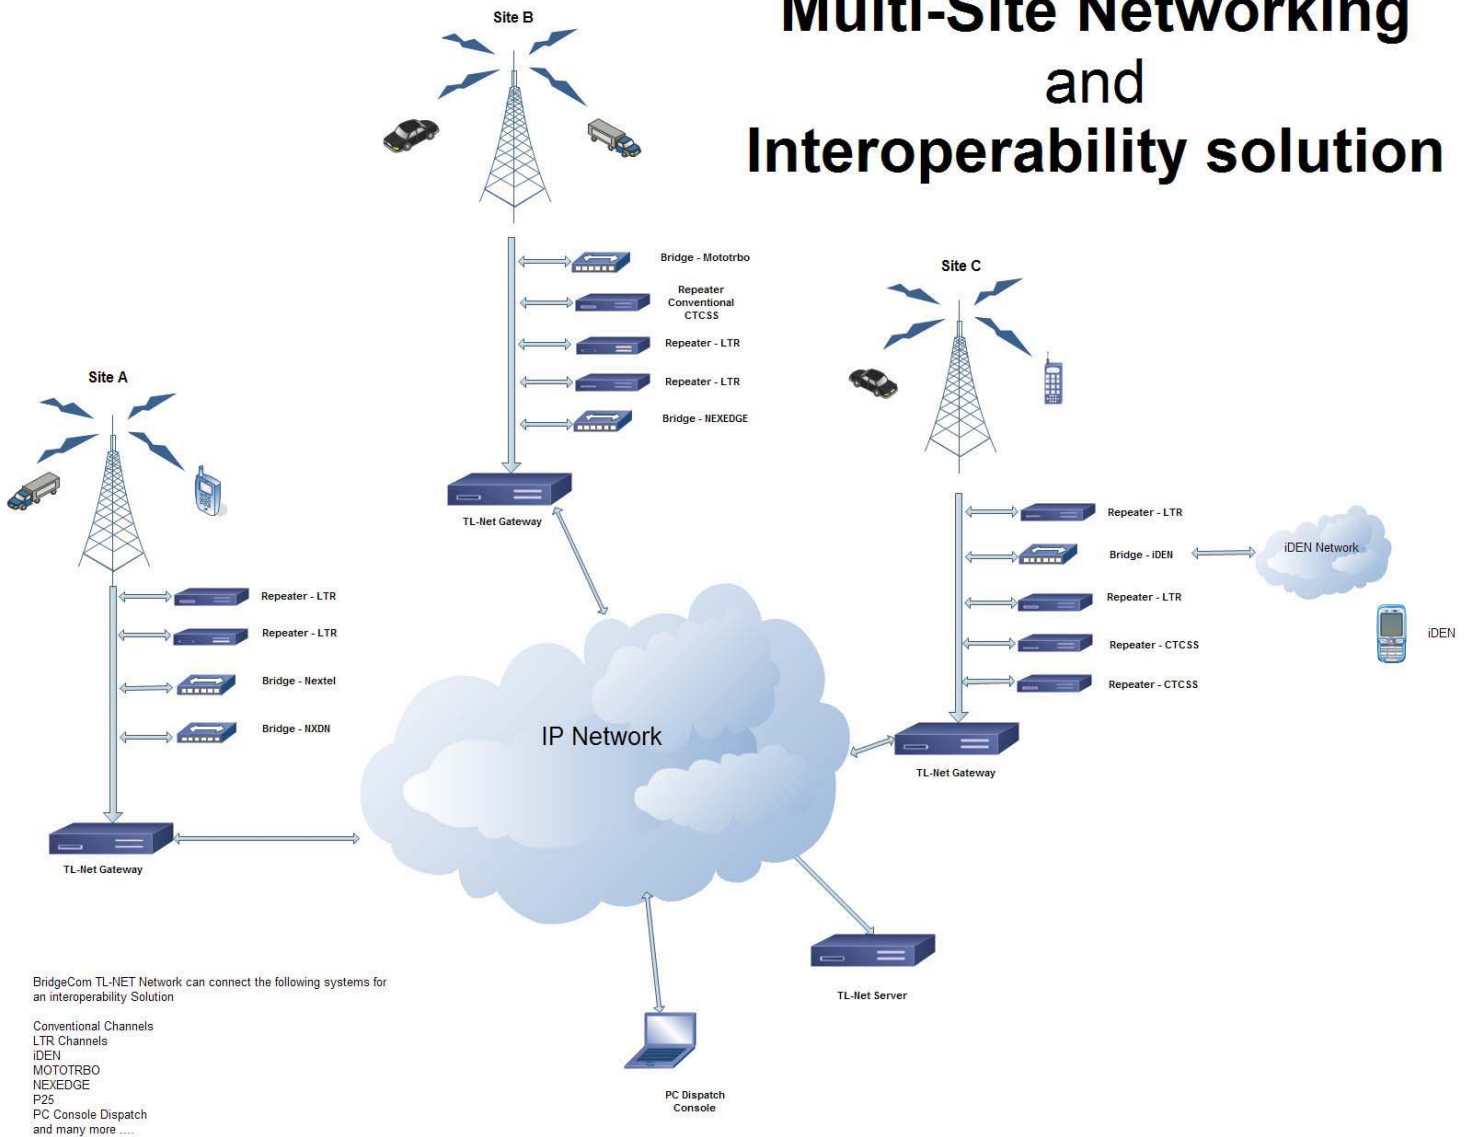 Multi-Site Networking
and
Interoperability solution
Site B
Bridge - Mototrbo
Repeater
Conventional
CTCSS
Repeater - LTR
Repeater - LTR
Bridge - NEXEDGE
TL-Net Gateway
Site C
Repeater - LTR
Bridge - iDEN
iDEN Network
Repeater - LTR
iDEN
Repeater - CTCSS
Repeater - CTCSS
TL-Net Gateway
Site A
Repeater - LTR
Repeater - LTR
Bridge - Nextel
Bridge - NXDN
TL-Net Gateway
IP Network
TL-Net Server
PC Dispatch
Console
BridgeCom TL-NET Network can connect the following systems for
an interoperability Solution
Conventional Channels
LTR Channels
iDEN
MOTOTRBO
NEXEDGE
P25
PC Console Dispatch
and many more ....